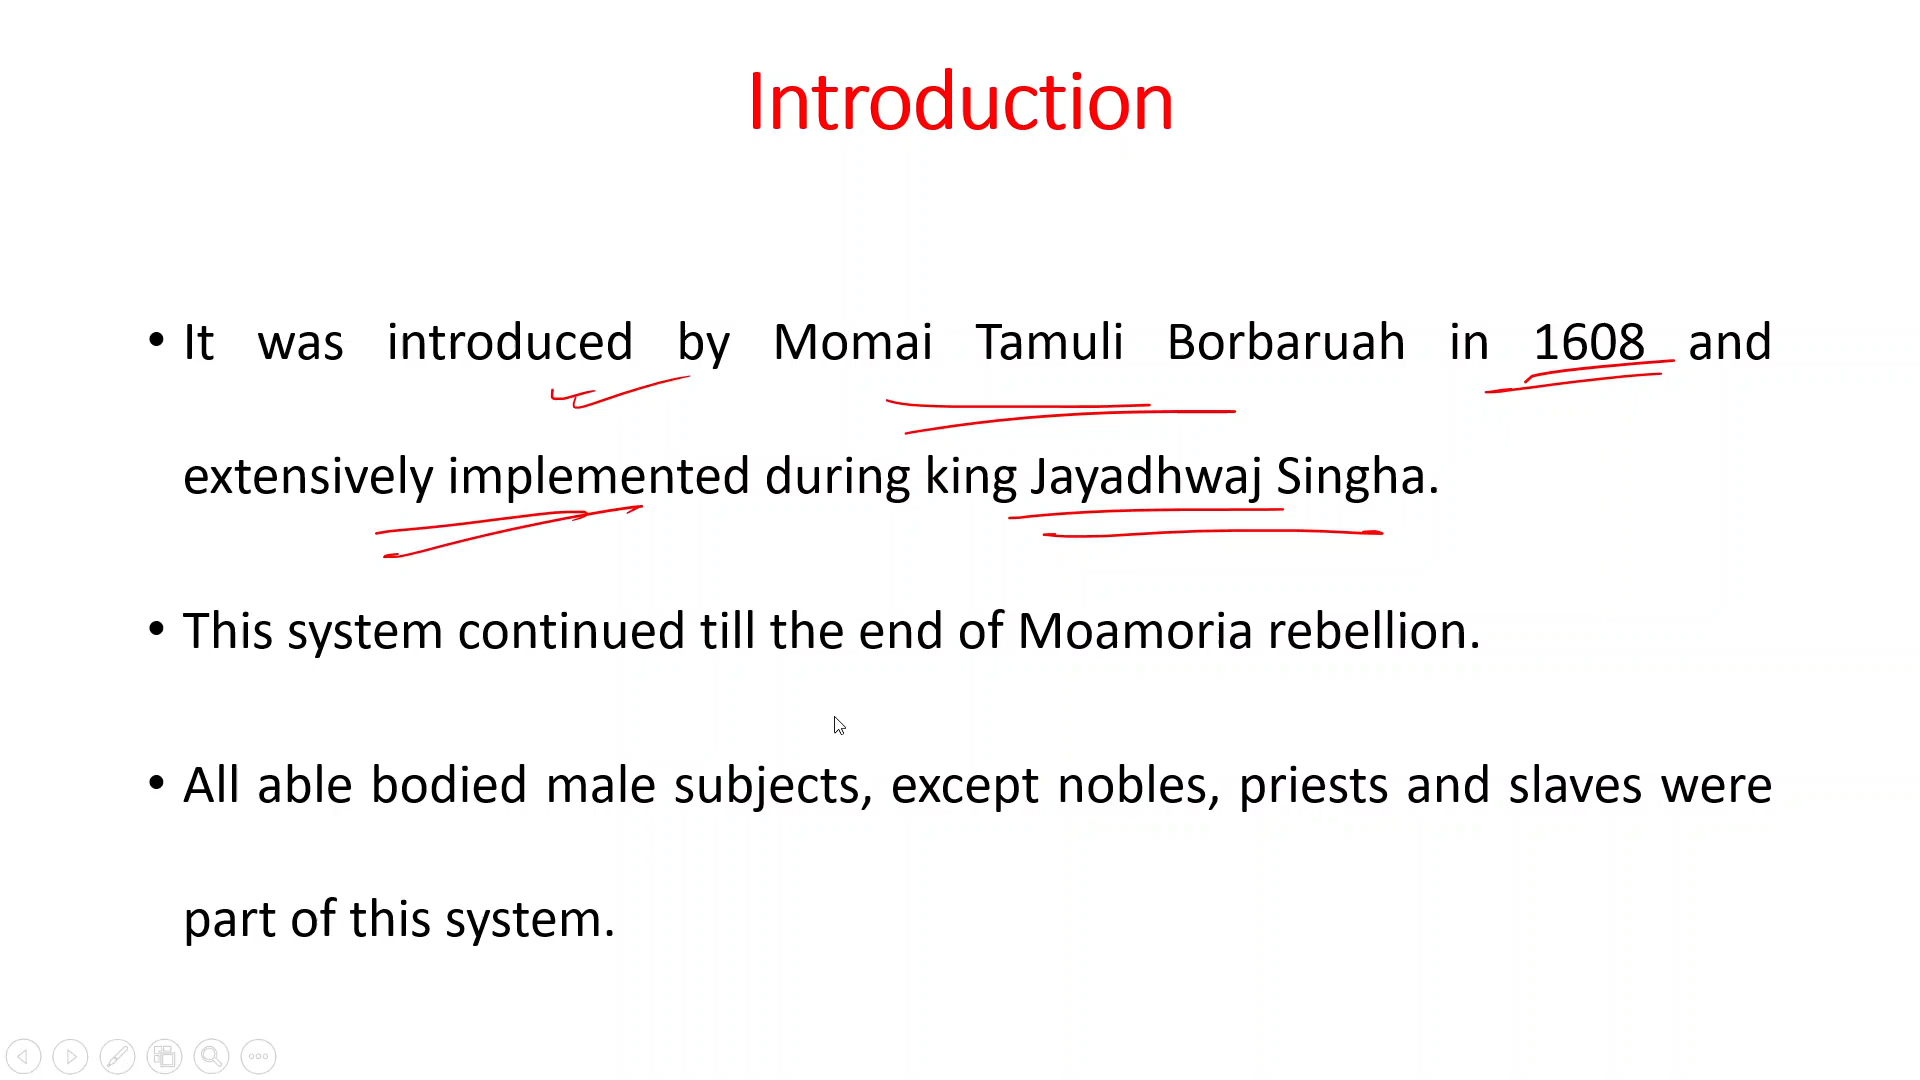 Introduction
• It was introduced by Momai Tamuli Borbaruah in 1608 and
extensively implemented during king Jayadhwaj Singha.
• This system continued till the end of Moamoria rebellion.
• All able bodied male subjects, except nobles, priests and slaves were
part of this system.